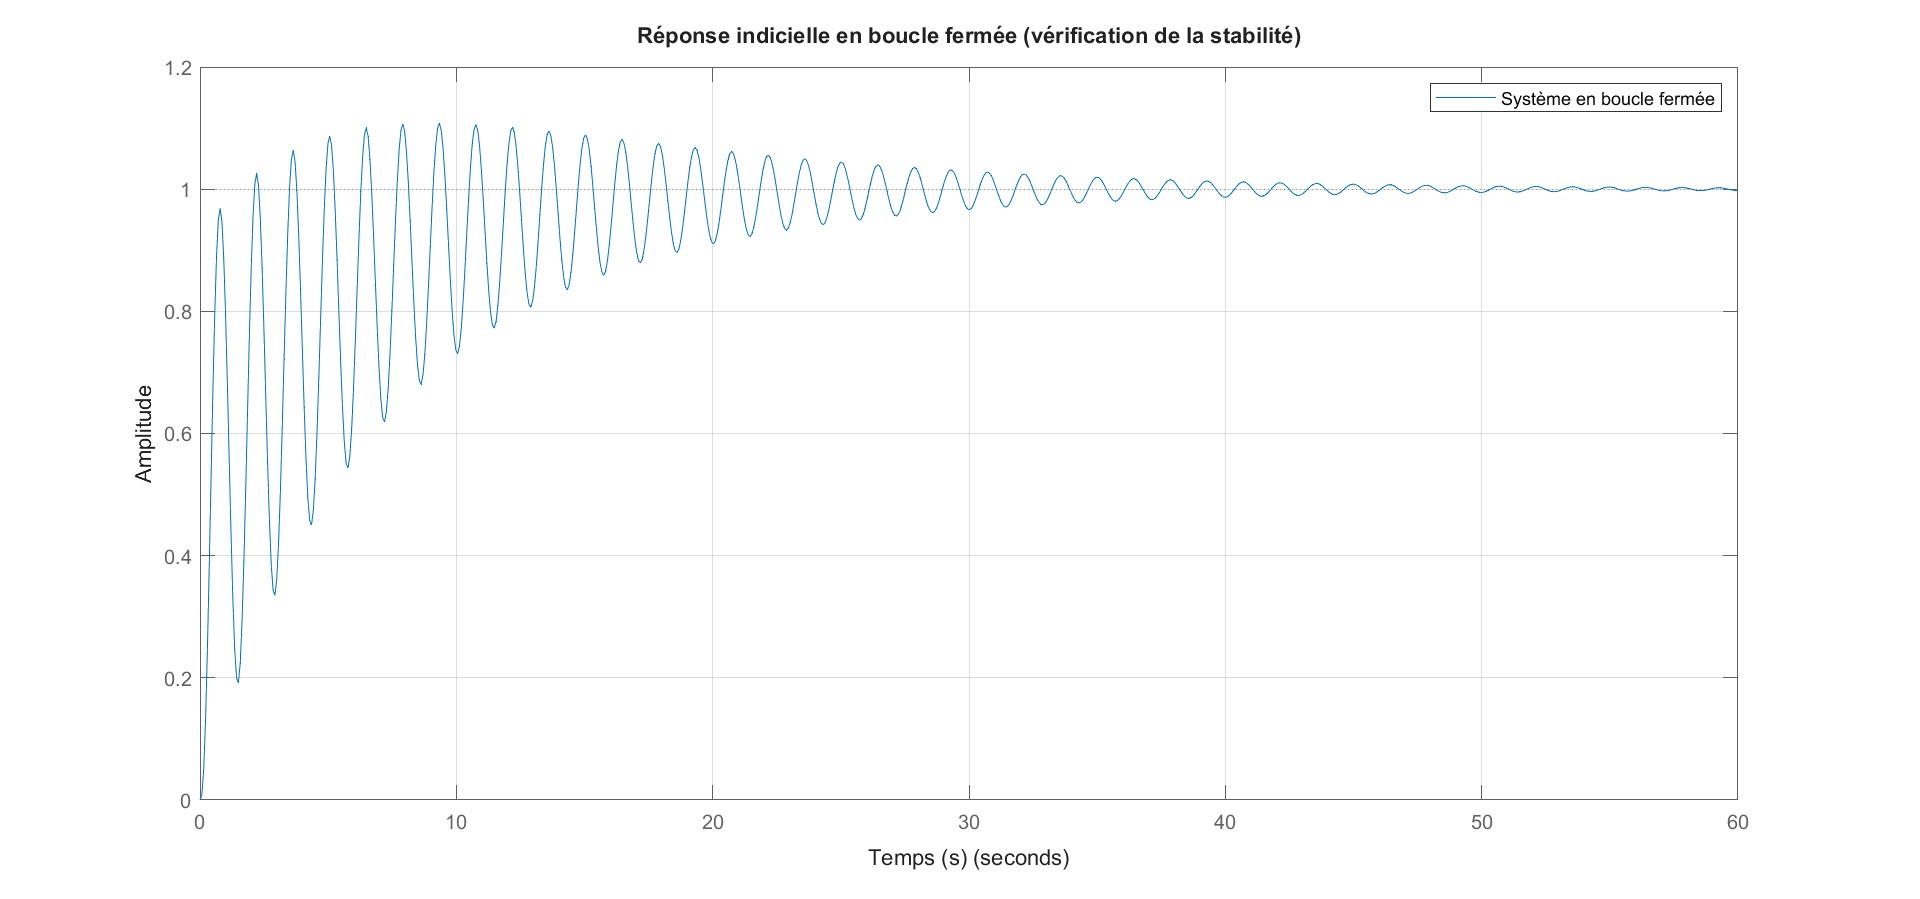 Réponse indicielle en boucle fermée (vérification de la stabilité)
1.2
1
0.8
0.6
0.4
0.2
0
Amplitude
Système en boucle fermée
0 10 20 30 40 50 60
Temps (s) (seconds)